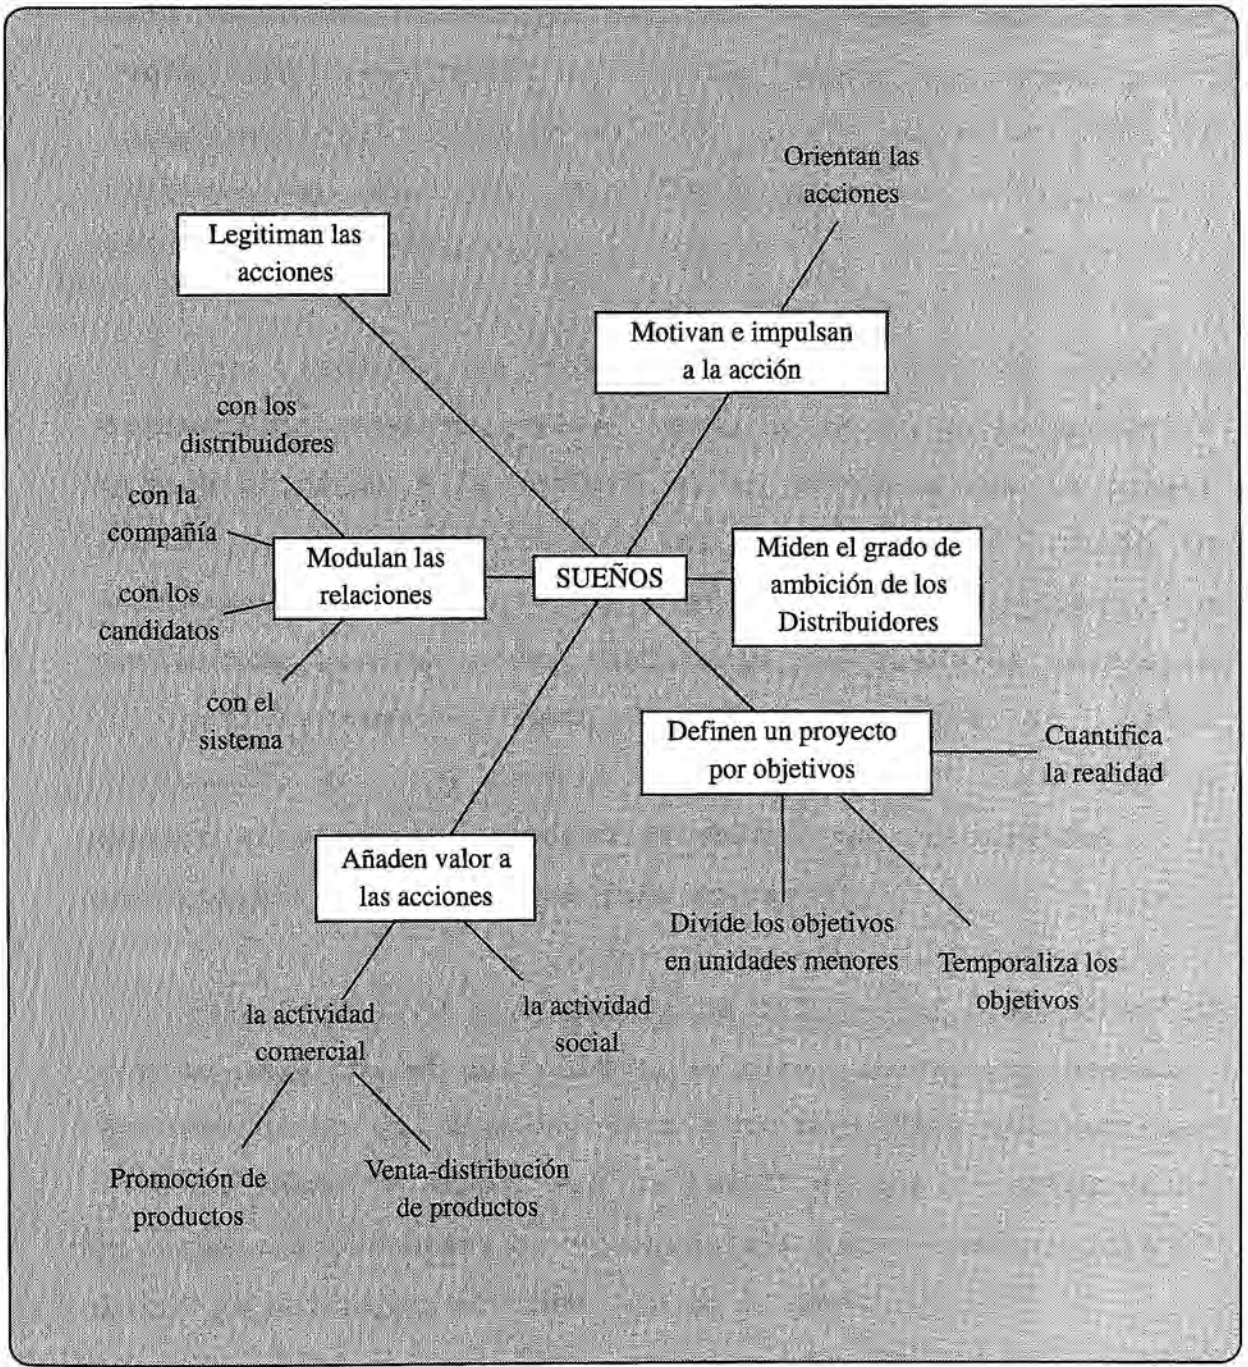 Orientan las
acciones
Legitiman las
acciones
Motivan e impulsan
a la acción
con los
distribuidores
con la
compañía
Modulan las
relaciones
SUEÑOS
Miden el grado de
ambición de los
Distribuidores
con los
candidatos
con el
sistema
Definen un proyecto
por objetivos
Cuantifica
la realidad
Añaden valor a
las acciones
Divide los objetivos
en unidades menores
Temporaliza los
objetivos
la actividad
comercial
la actividad
social
Promoción de
productos
Venta-distribución
de productos